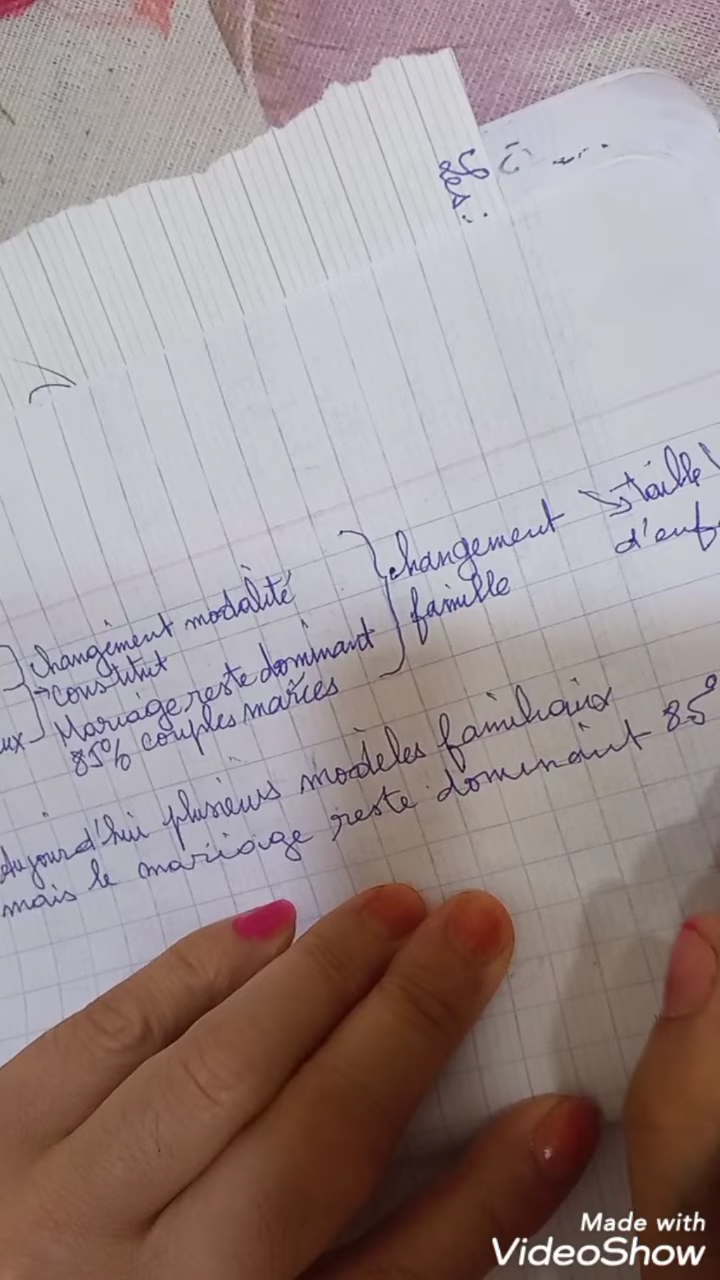 Changement modalité
constitut
ux Mariage reste dominant
85% couples mariés
changement
famille
taille
d'enf
Aujourd'hui plusieurs modèles familiaux
mais le mariage reste dominant 85
Made with
VideoShow